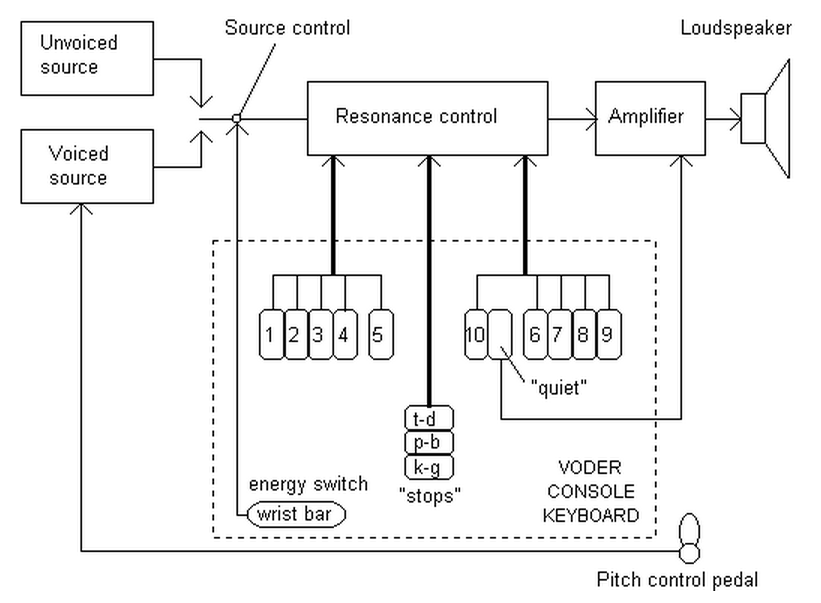 Source control
Loudspeaker
Unvoiced
source
Resonance control
Amplifier
Voiced
source
1 2 3 4 5
10 6 7 8 9
"quiet"
t-d
p-b
k-g
"stops"
energy switch
wrist bar
VODER
CONSOLE
KEYBOARD
Pitch control pedal